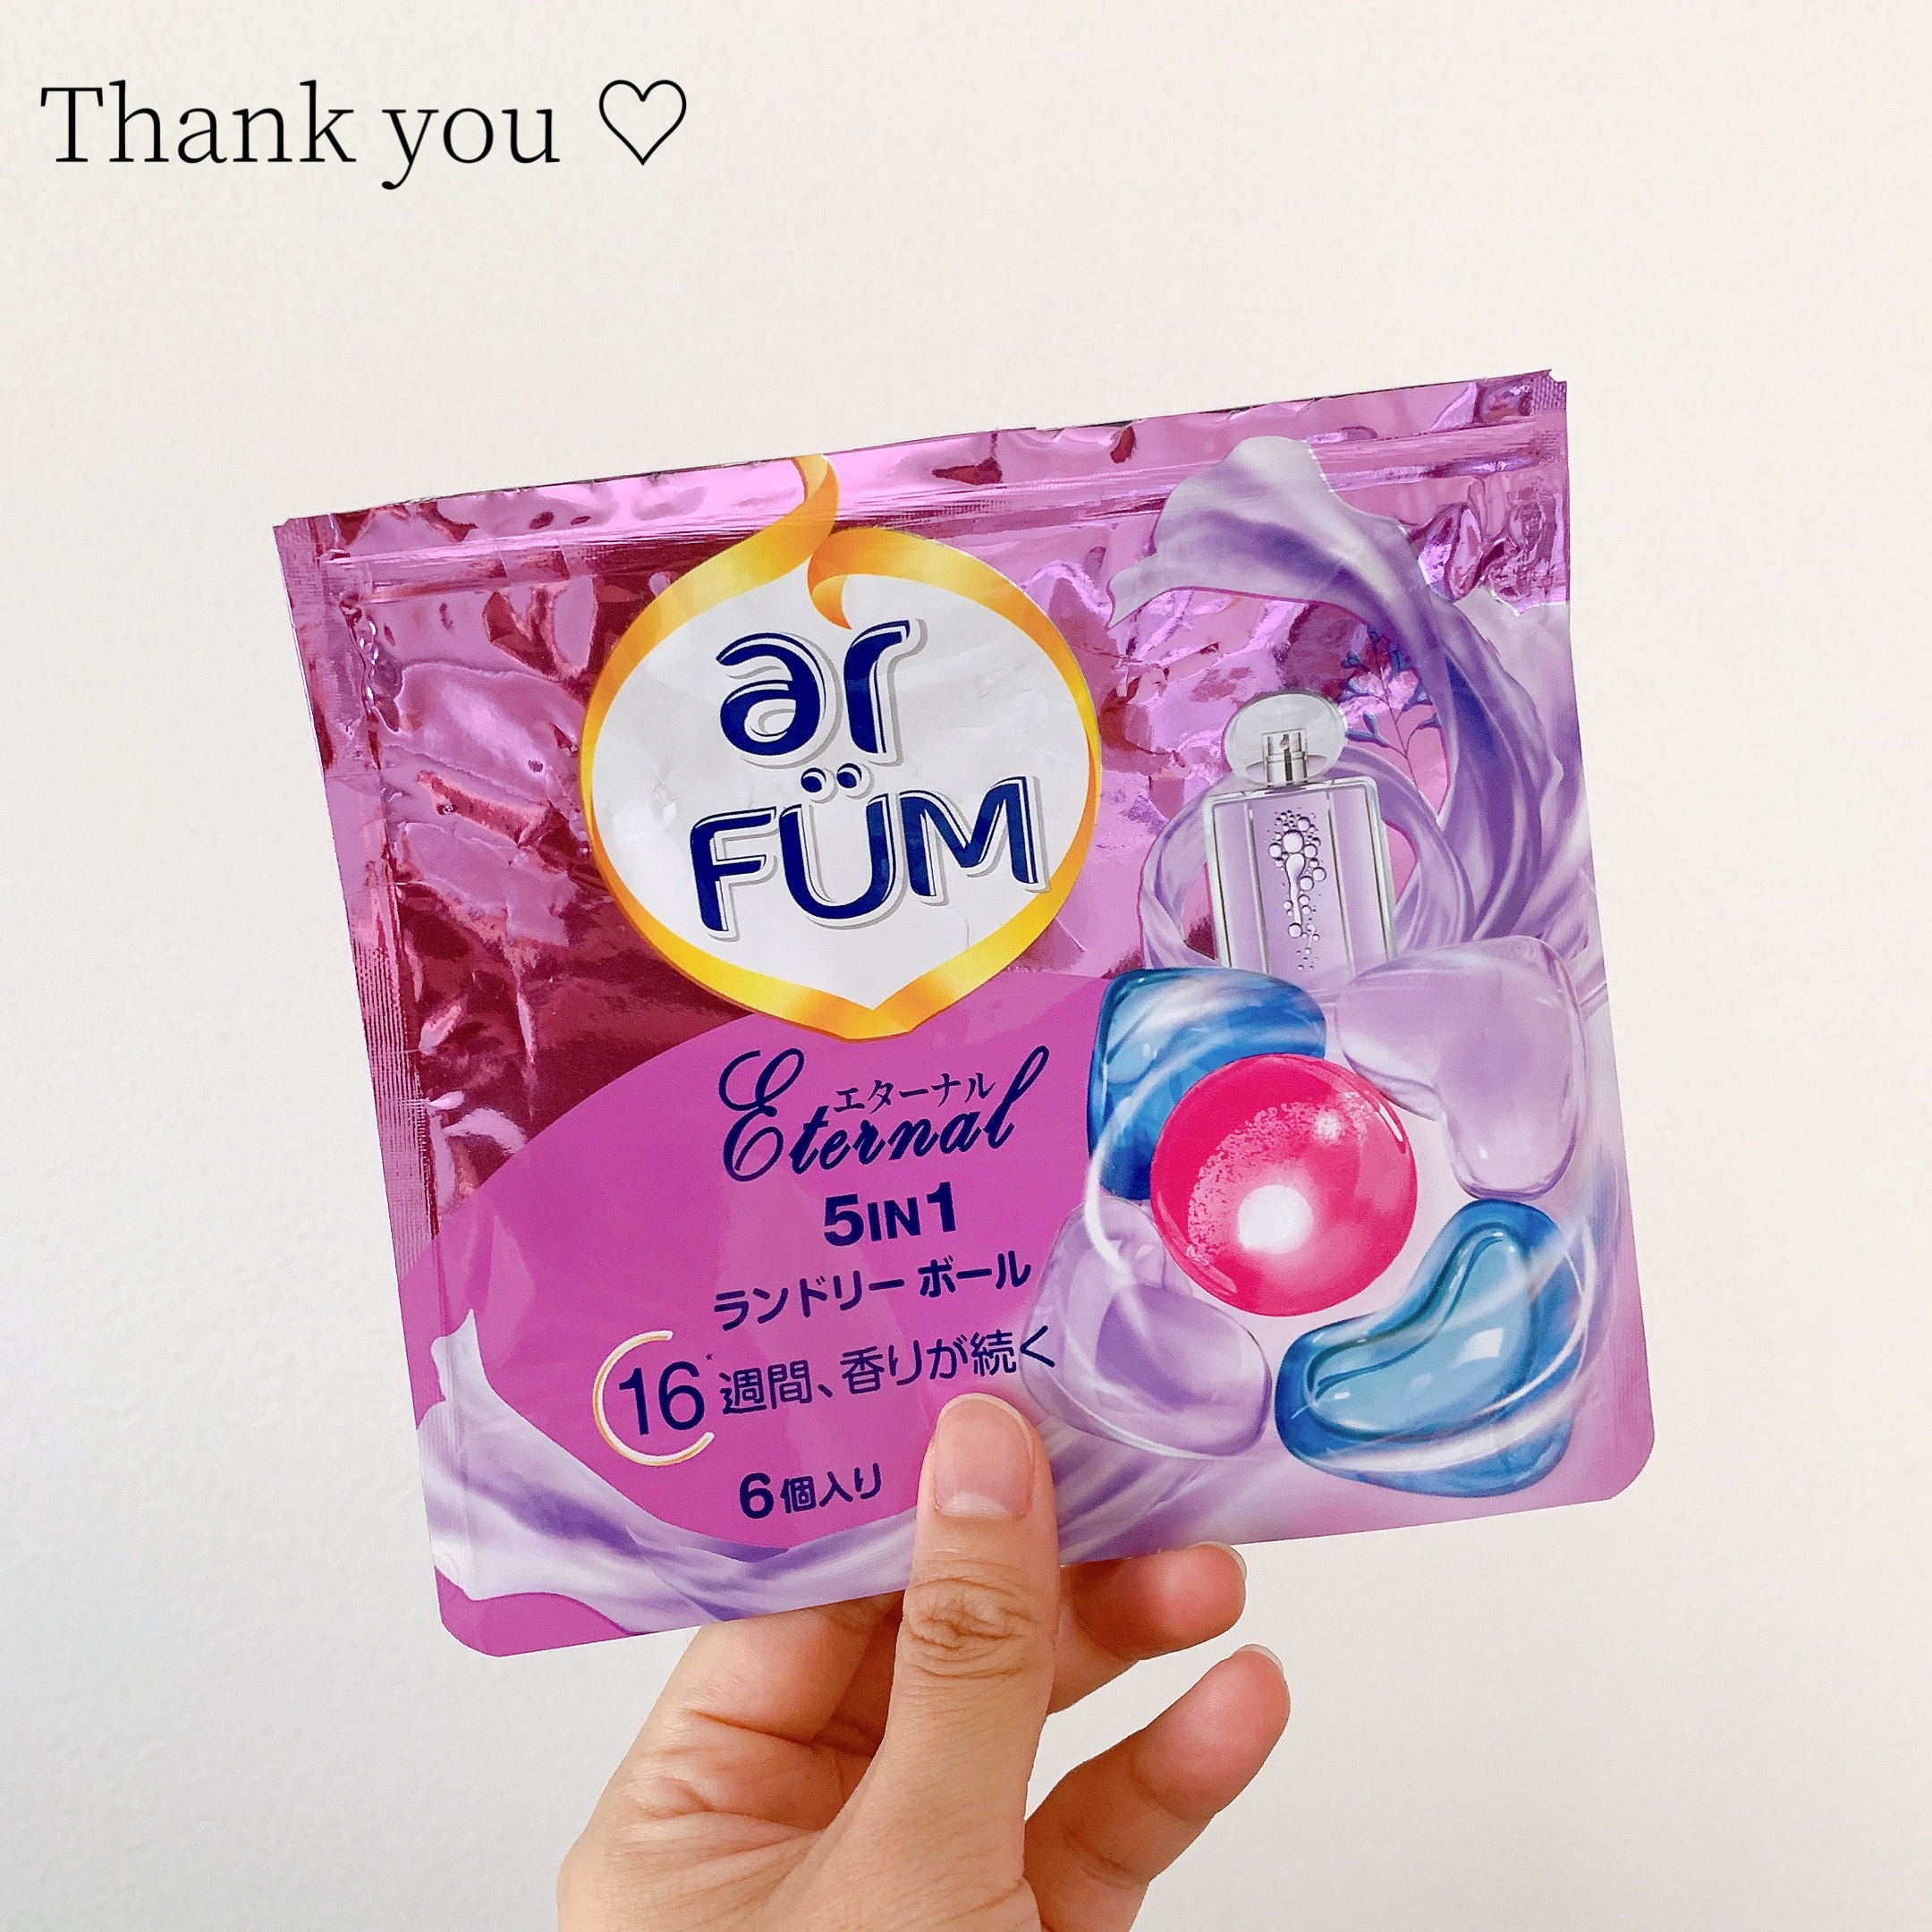 Thank you ♡
ar
FÜM
エターナル
Eternal
5IN1
ランドリー ボール
16*週間、香りが続く
6個入り